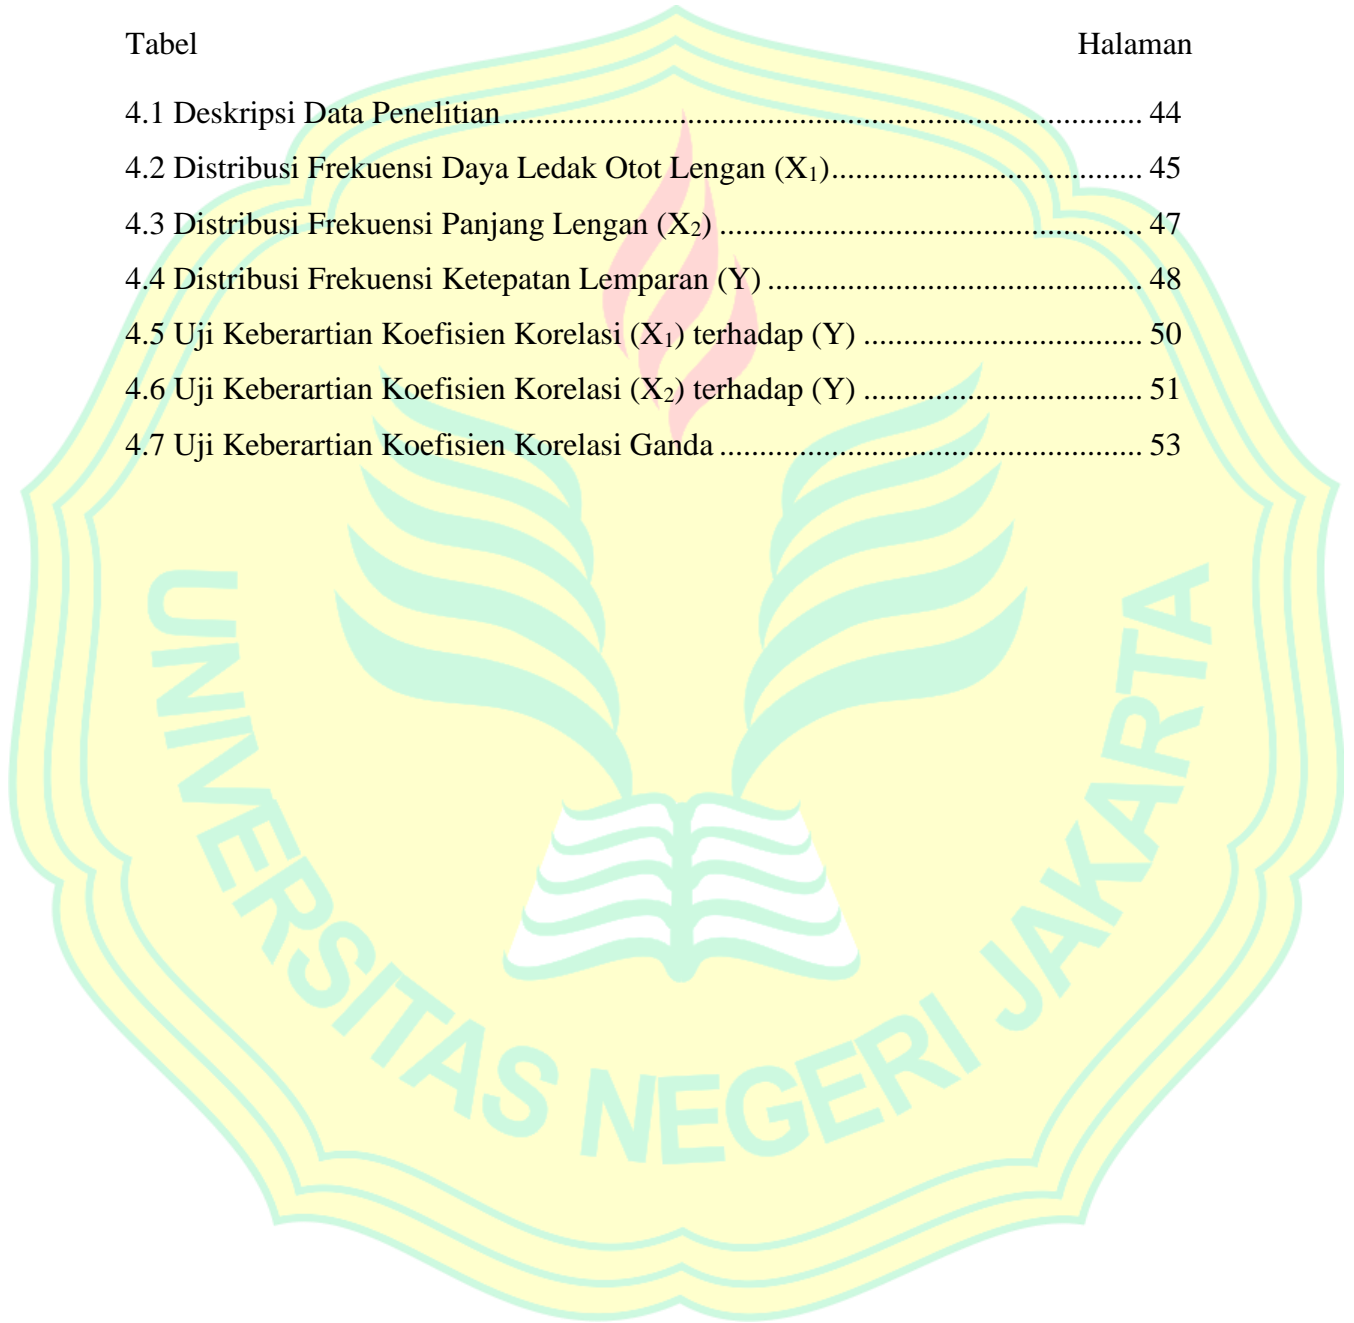 Tabel Halaman
4.1 Deskripsi Data Penelitian.................................................................................. 44
4.2 Distribusi Frekuensi Daya Ledak Otot Lengan (X₁)....................................... 45
4.3 Distribusi Frekuensi Panjang Lengan (X₂) ..................................................... 47
4.4 Distribusi Frekuensi Ketepatan Lemparan (Y) ............................................... 48
4.5 Uji Keberartian Koefisien Korelasi (X₁) terhadap (Y) ................................... 50
4.6 Uji Keberartian Koefisien Korelasi (X₂) terhadap (Y) ................................... 51
4.7 Uji Keberartian Koefisien Korelasi Ganda ..................................................... 53
UNIVERSITAS NEGERI JAKARTA